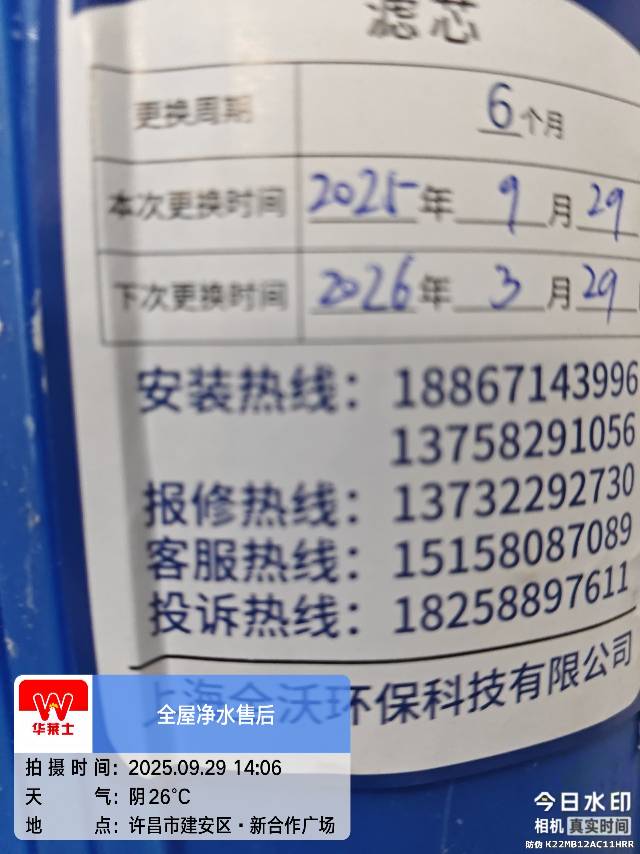 滤芯
更换周期 6个月
本次更换时间 2025年9月29
下次更换时间 2026年3月29
安装热线：18867143996
13758291056
报修热线：13732292730
客服热线：15158087089
投诉热线：18258897611
上海合沃环保科技有限公司
华莱士
全屋净水售后
拍摄时间：2025.09.29 14:06
天气：阴26°C
地点：许昌市建安区·新合作广场
今日水印
相机 真实时间
防伪 K22MB12AC11HRR